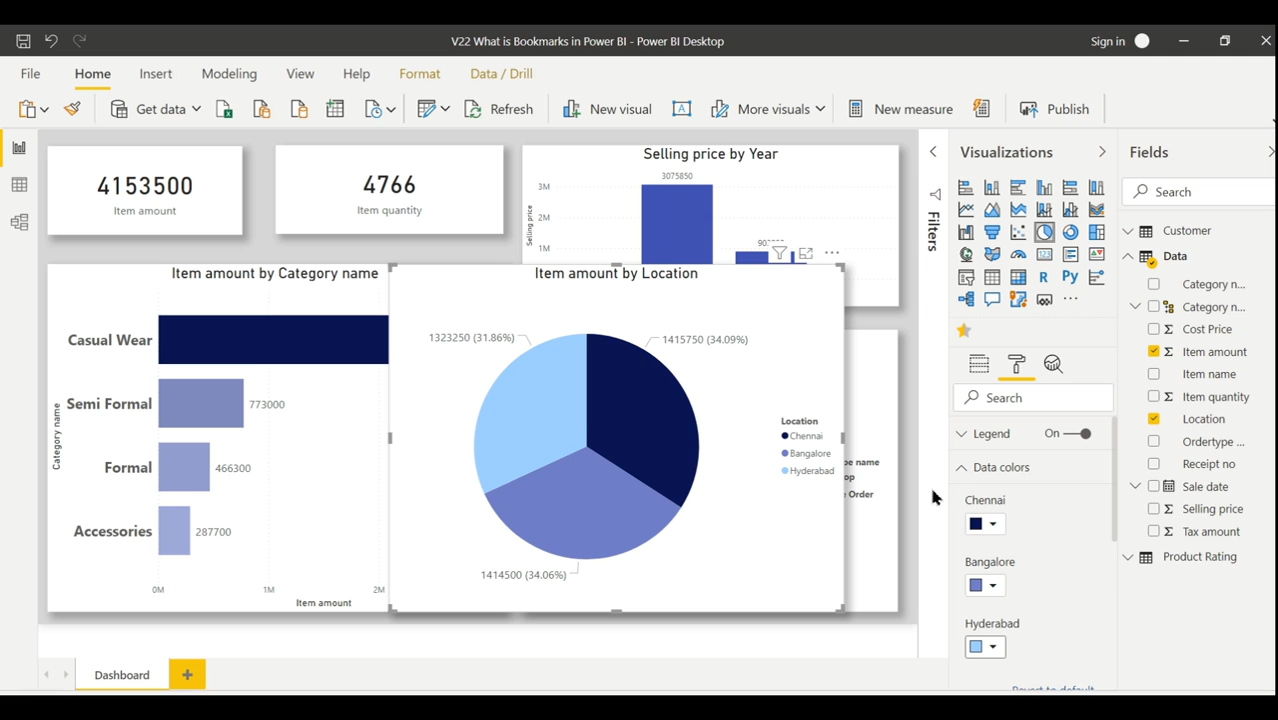 V22 What is Bookmarks in Power BI - Power BI Desktop
Sign in
File
Home
Insert
Modeling
View
Help
Format
Data / Drill
Get data
Refresh
New visual
More visuals
New measure
Publish
4153500
Item amount
4766
Item quantity
Selling price by Year
3075850
3M
2M
1M
Selling price
Item amount by Category name
Casual Wear
Semi Formal
773000
Formal
466300
Accessories
287700
Category name
0M
1M
2M
Item amount
Item amount by Location
1323250 (31.86%)
1415750 (34.09%)
1414500 (34.06%)
Location
Chennai
Bangalore
Hyderabad
name
Order
Filters
Visualizations
R
Py
Search
Legend
On
Data colors
Chennai
Bangalore
Hyderabad
Revert to default
Fields
Search
Customer
Data
Category n...
Category n...
Cost Price
Item amount
Item name
Item quantity
Location
Ordertype ...
Receipt no
Sale date
Selling price
Tax amount
Product Rating
Dashboard